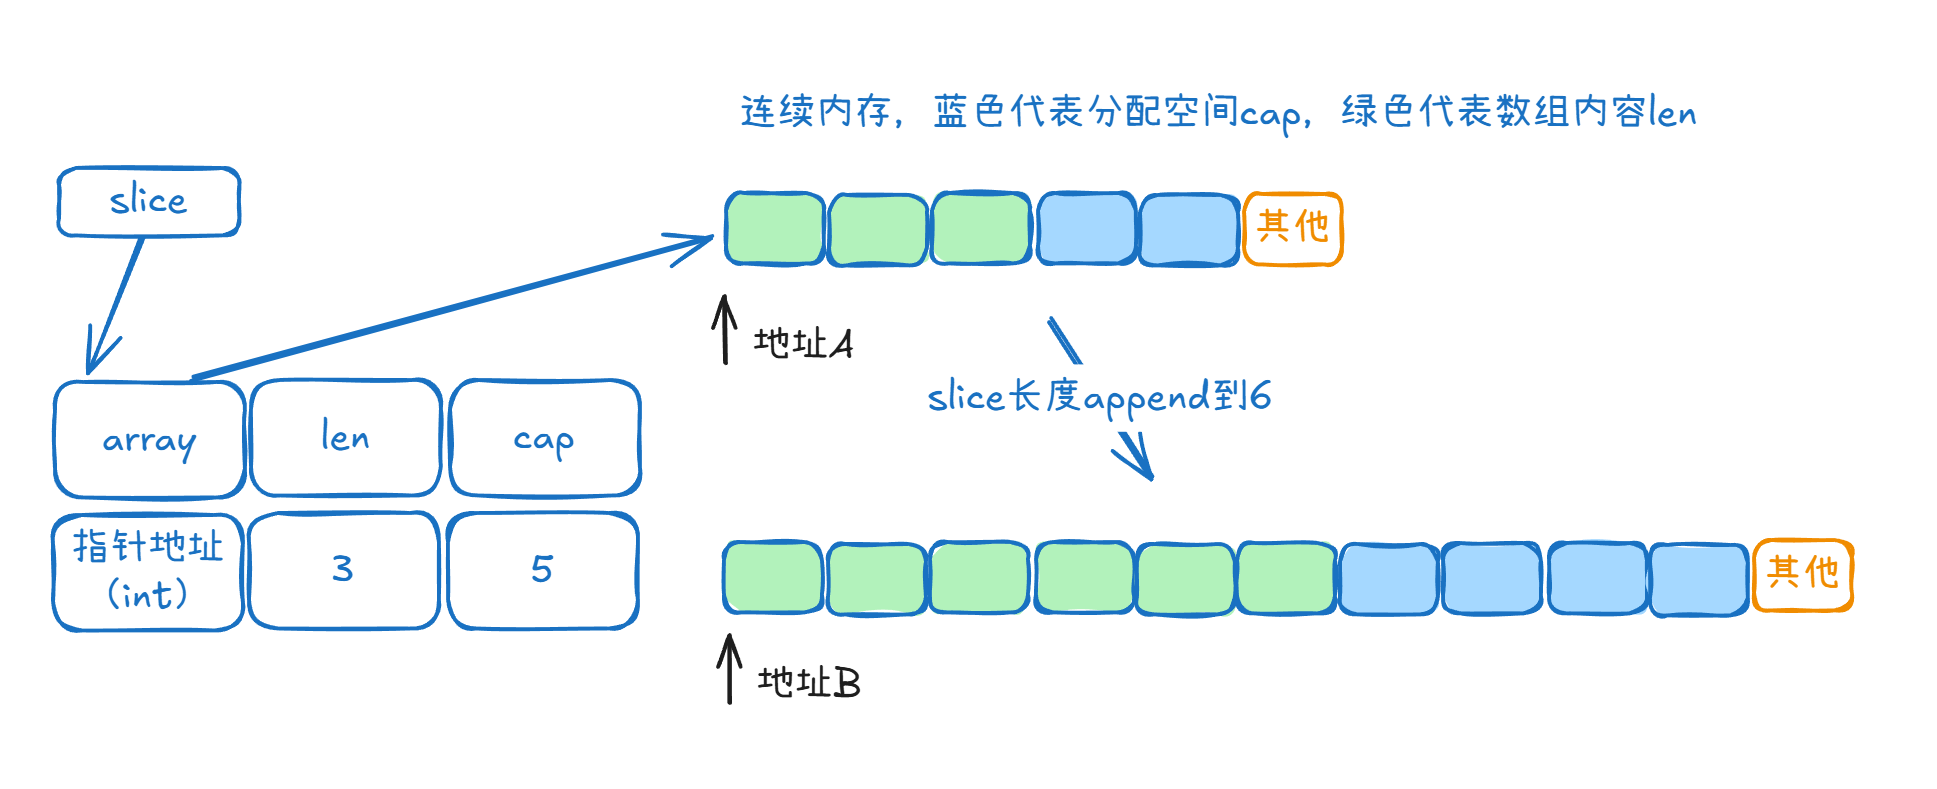 连续内存，蓝色代表分配空间cap，绿色代表数组内容len
slice
其他
地址A
slice长度append到6
array
len
cap
指针地址
(int)
3
5
其他
地址B